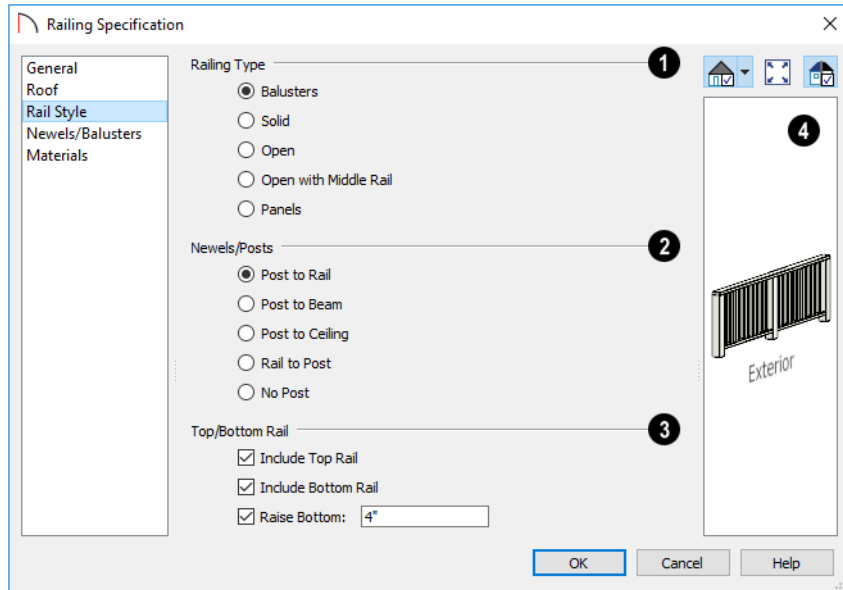 Railing Specification
General
Roof
Rail Style
Newels/Balusters
Materials
Railing Type 1
Balusters
Solid
Open
Open with Middle Rail
Panels
Newels/Posts 2
Post to Rail
Post to Beam
Post to Ceiling
Rail to Post
No Post
Top/Bottom Rail 3
Include Top Rail
Include Bottom Rail
Raise Bottom: 4"
4
Exterior
OK Cancel Help